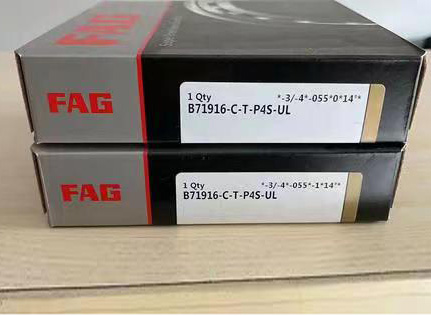 FAG
1 Qty *-3/-4*-055*0*14**
B71916-C-T-P4S-UL
FAG
1 Qty *-3/-4*-055*-1*14**
B71916-C-T-P4S-UL